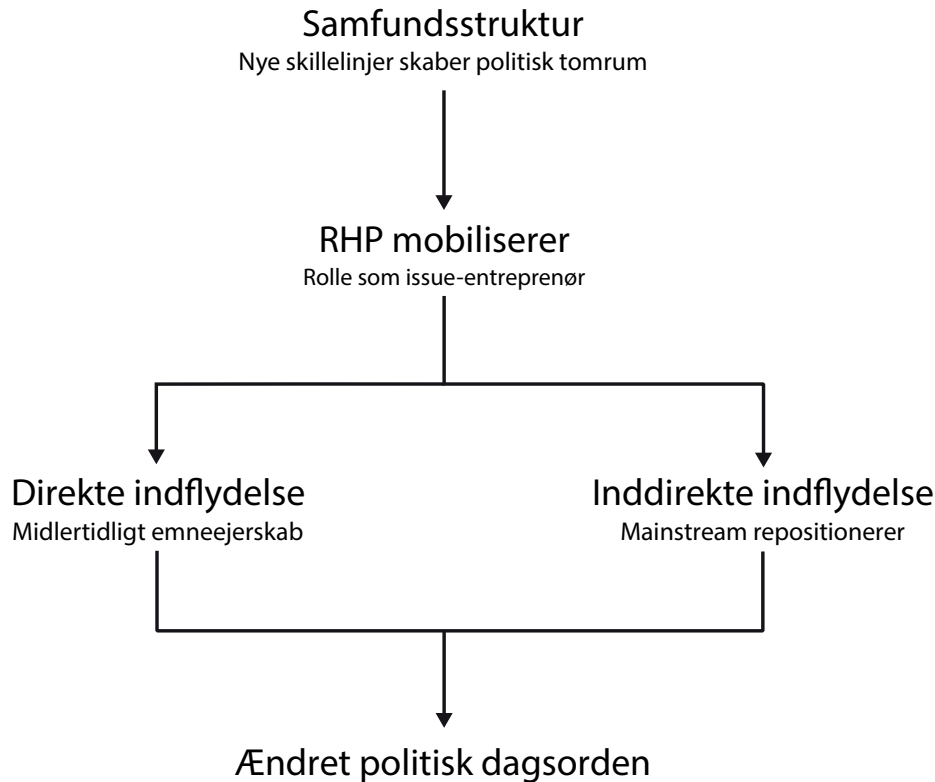 Samfundsstruktur
Nye skillelinjer skaber politisk tomrum
RHP mobiliserer
Rolle som issue-entreprenør
Direkte indflydelse
Midlertidigt emneejerskab
Inddirekte indflydelse
Mainstream repositionerer
Ændret politisk dagsorden